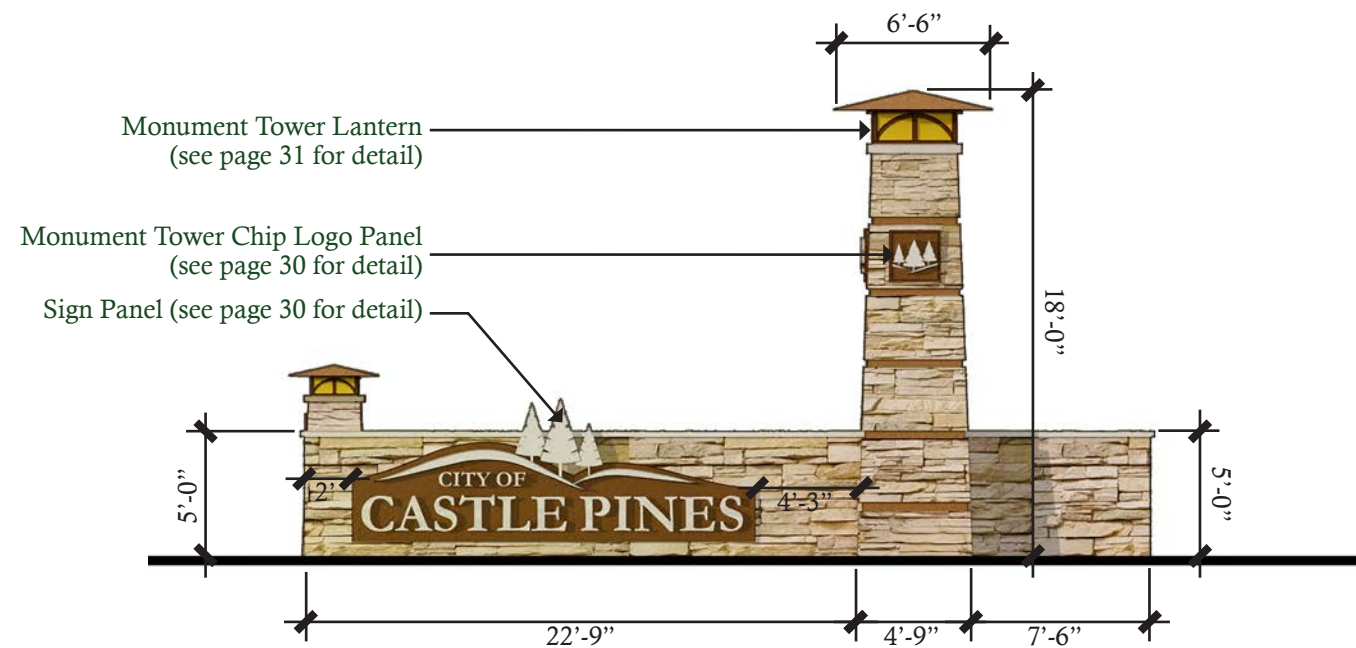 6’-6”
Monument Tower Lantern
(see page 31 for detail)
Monument Tower Chip Logo Panel
(see page 30 for detail)
Sign Panel (see page 30 for detail)
18’-0”
5’-0”
2’
CITY OF
CASTLE PINES
4’-3”
5’-0”
22’-9”
4’-9”
7’-6”